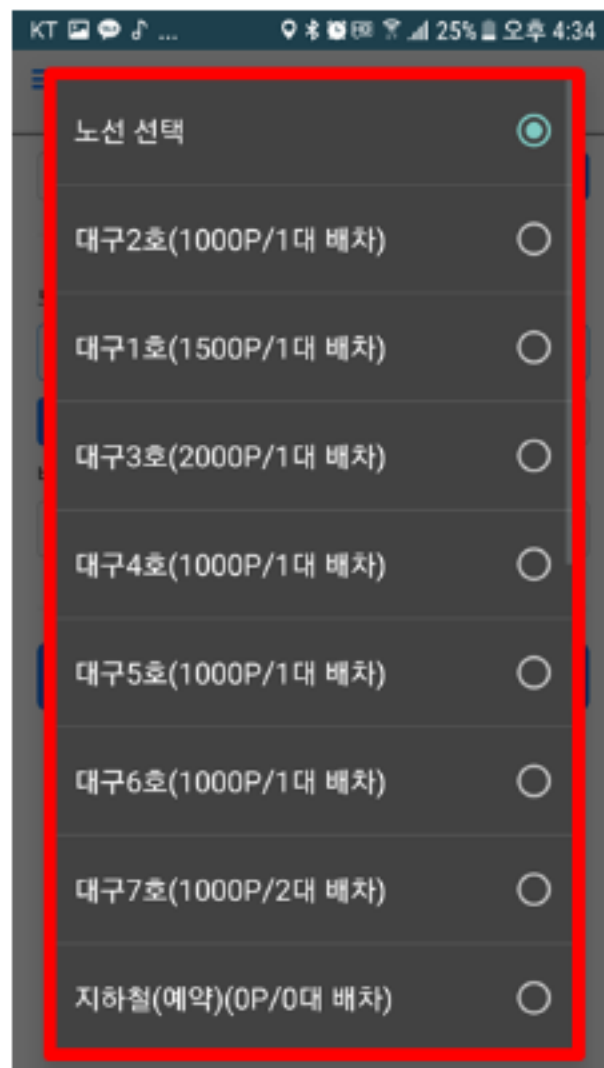 KT ... 25% 오후 4:34
노선 선택
대구2호(1000P/1대 배차)
대구1호(1500P/1대 배차)
대구3호(2000P/1대 배차)
대구4호(1000P/1대 배차)
대구5호(1000P/1대 배차)
대구6호(1000P/1대 배차)
대구7호(1000P/2대 배차)
지하철(예약)(0P/0대 배차)